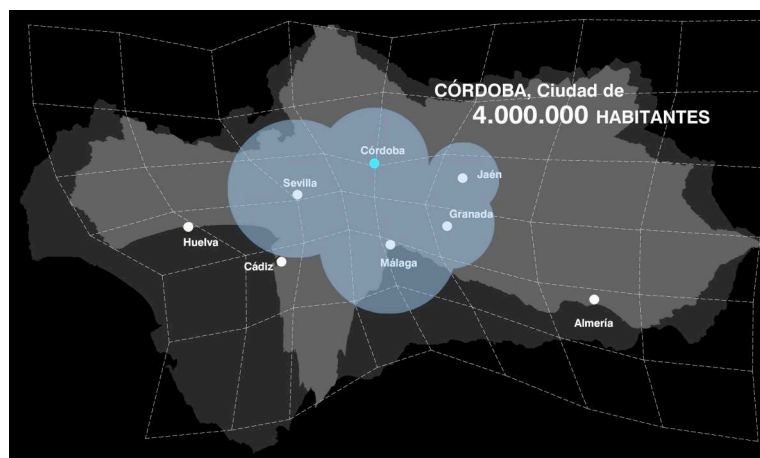 CÓRDOBA, Ciudad de
4.000.000 HABITANTES
Córdoba
Jaén
Sevilla
Granada
Huelva
Málaga
Cádiz
Almería